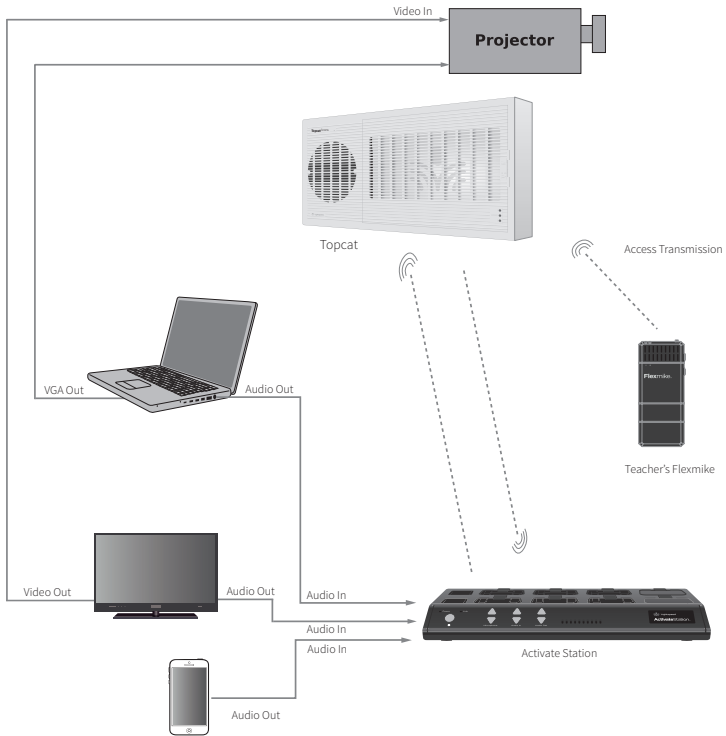 Video In
Projector
Topcat
Topcat
Access Transmission
Flexmike.
VGA Out
Audio Out
Teacher's Flexmike
Video Out
Audio Out
Audio In
Audio In
Audio In
ActivateStation
Activate Station
Audio Out